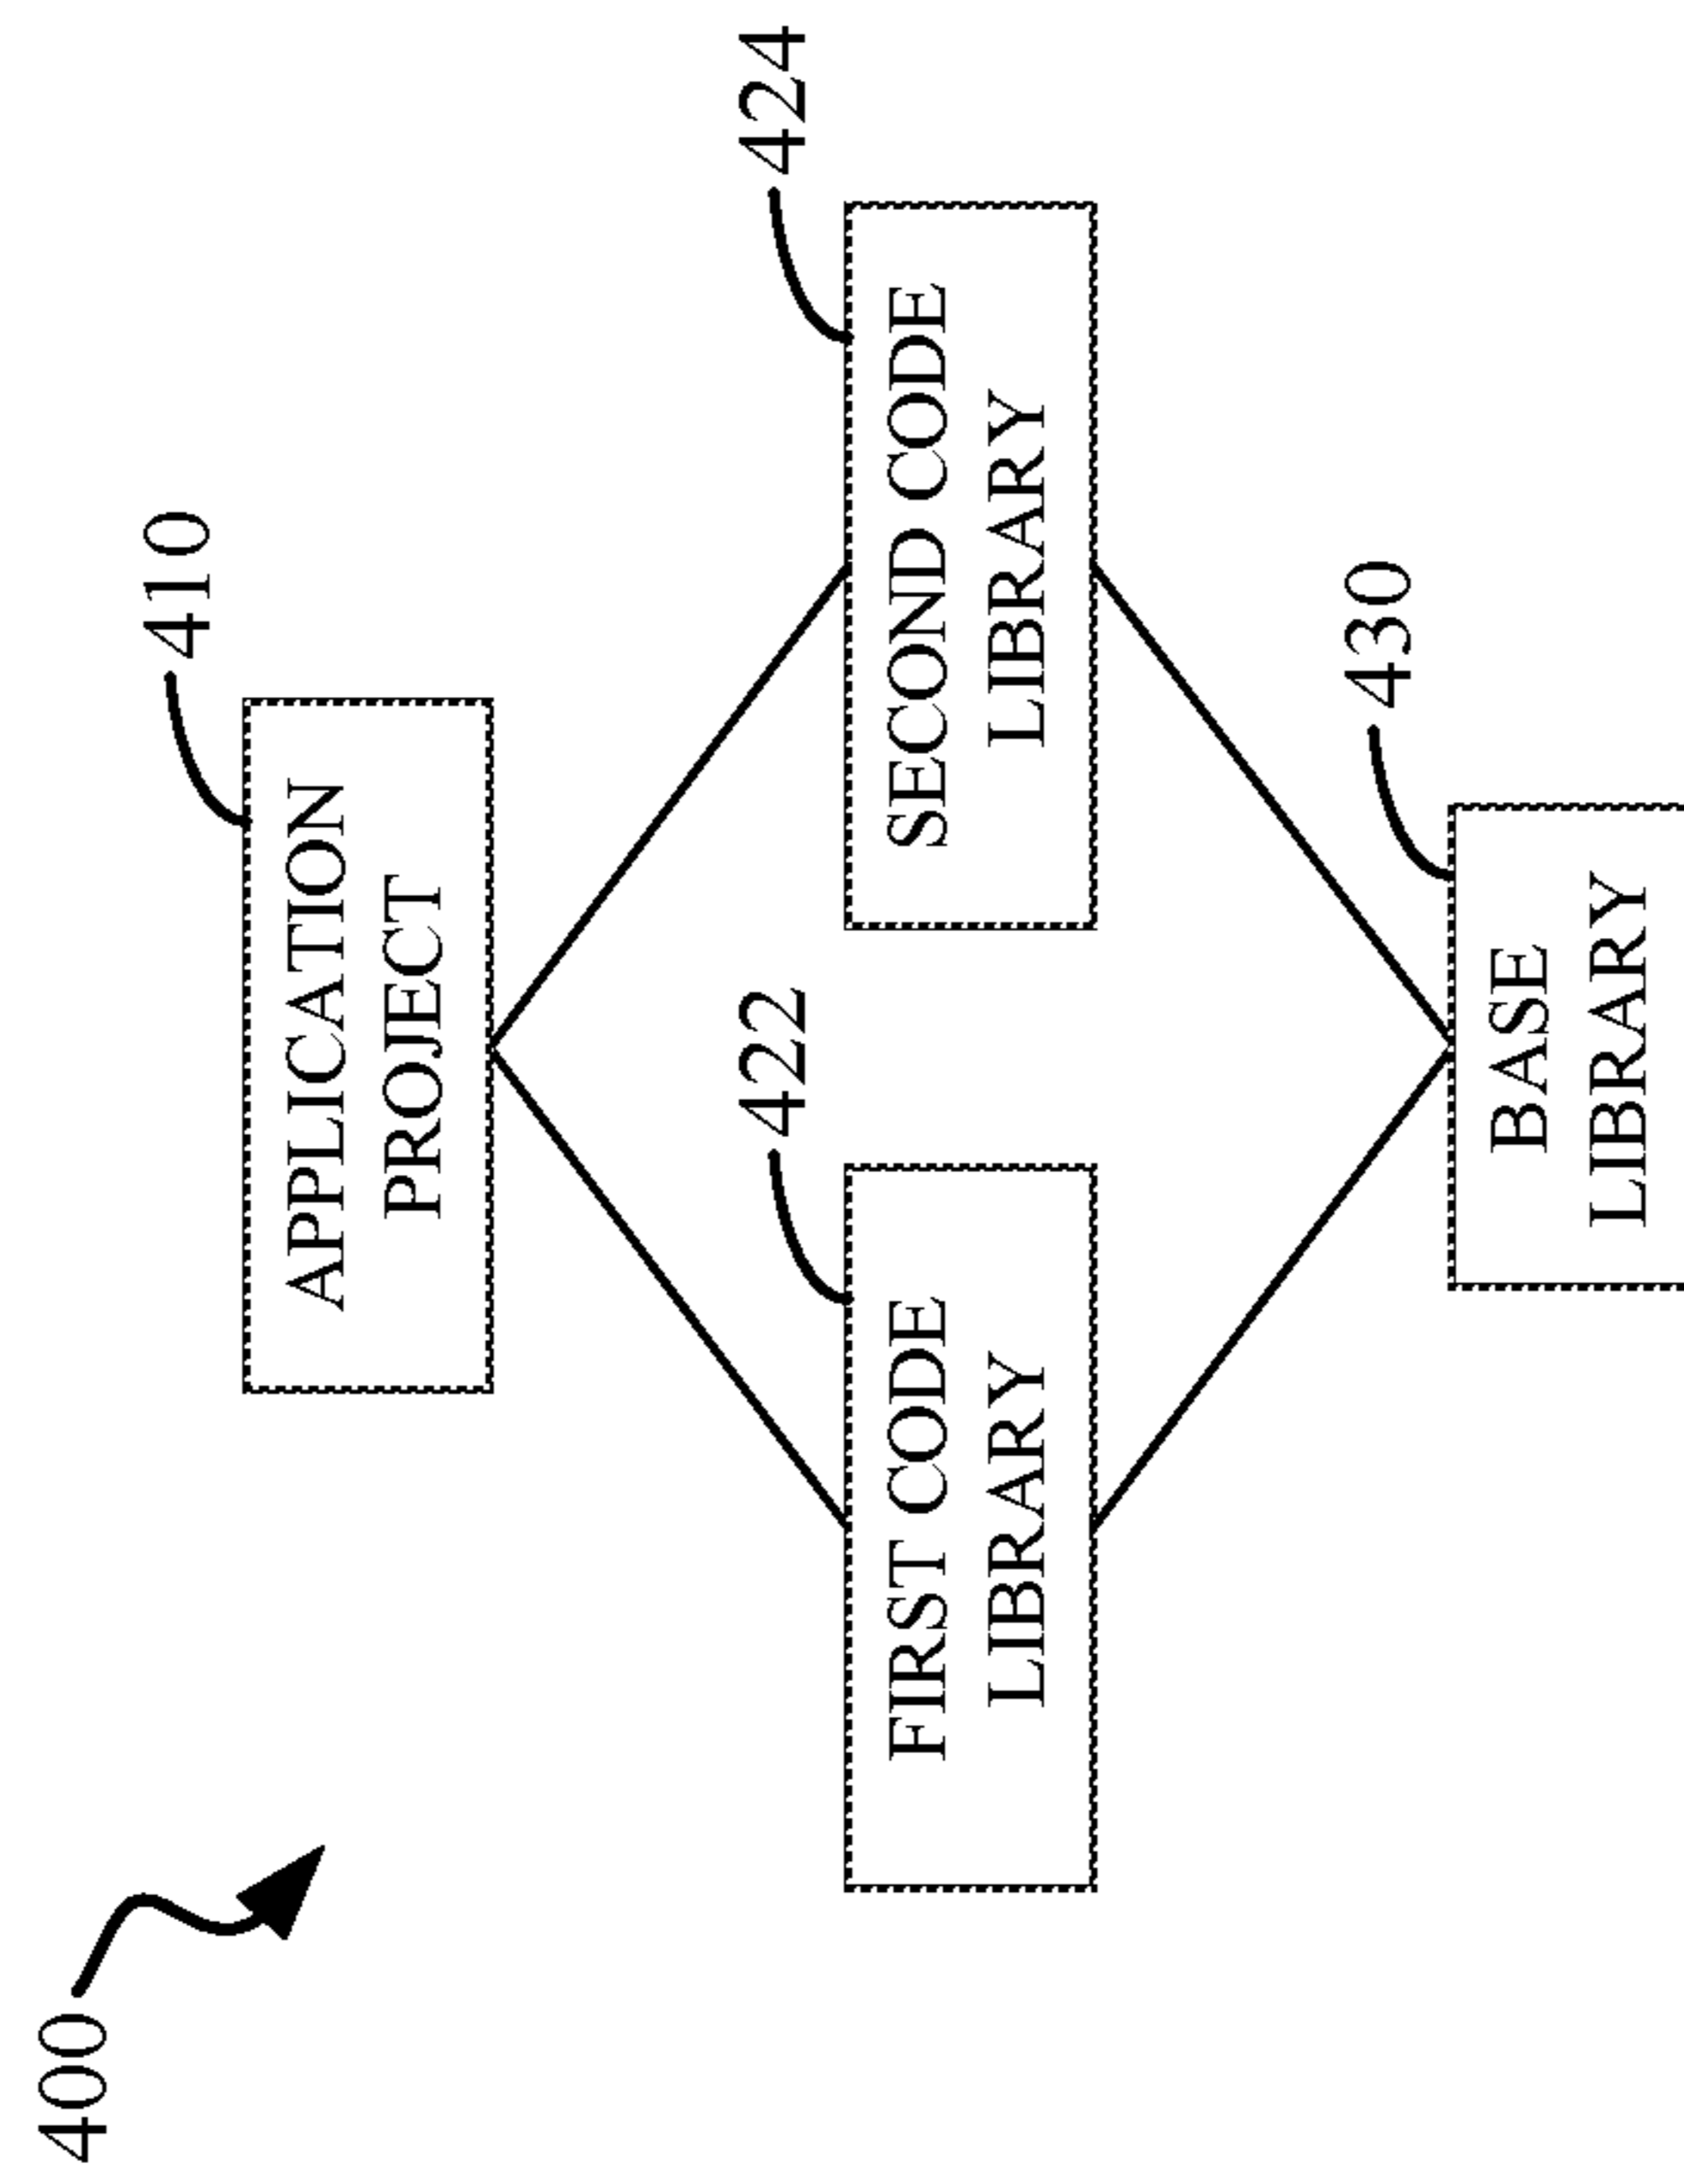 400
410
APPLICATION
PROJECT
422
424
FIRST CODE
LIBRARY
SECOND CODE
LIBRARY
430
BASE
LIBRARY